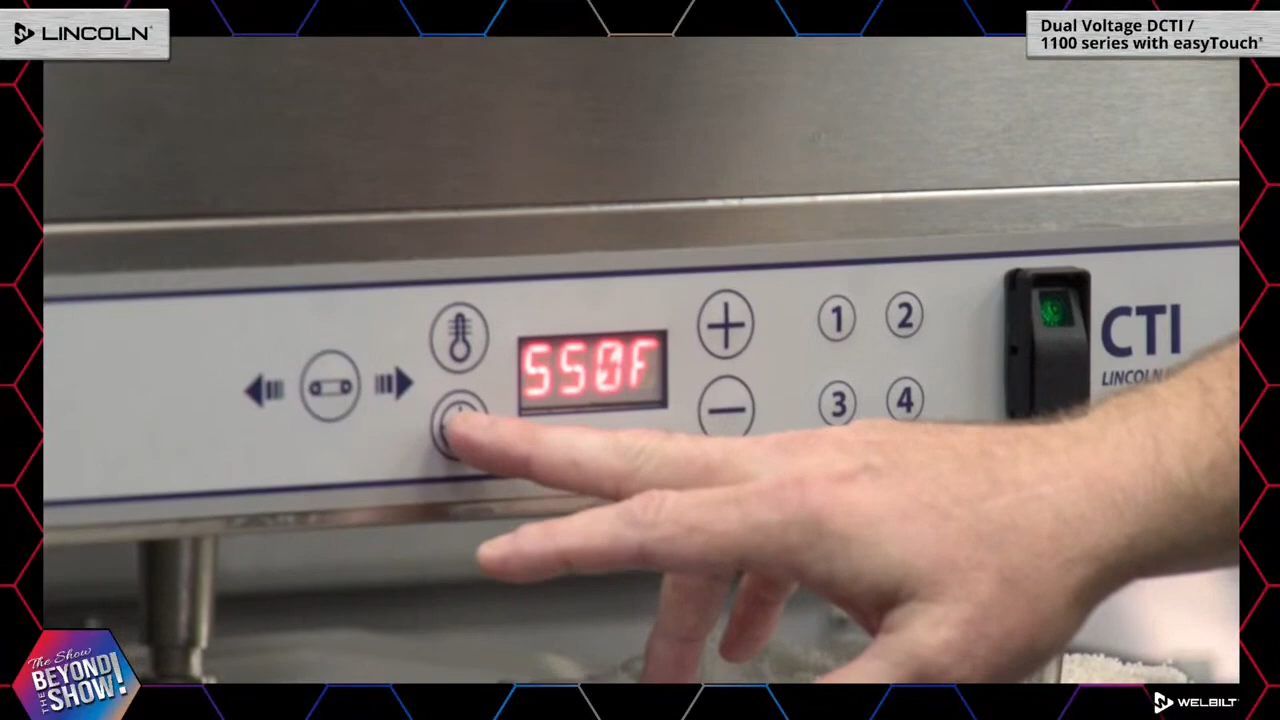 LINCOLN®
Dual Voltage DCTI /
1100 series with easyTouch®
550F
1 2
3 4
CTI
LINCOLN
The Show
BEYOND
THE SHOW!
WELBILT